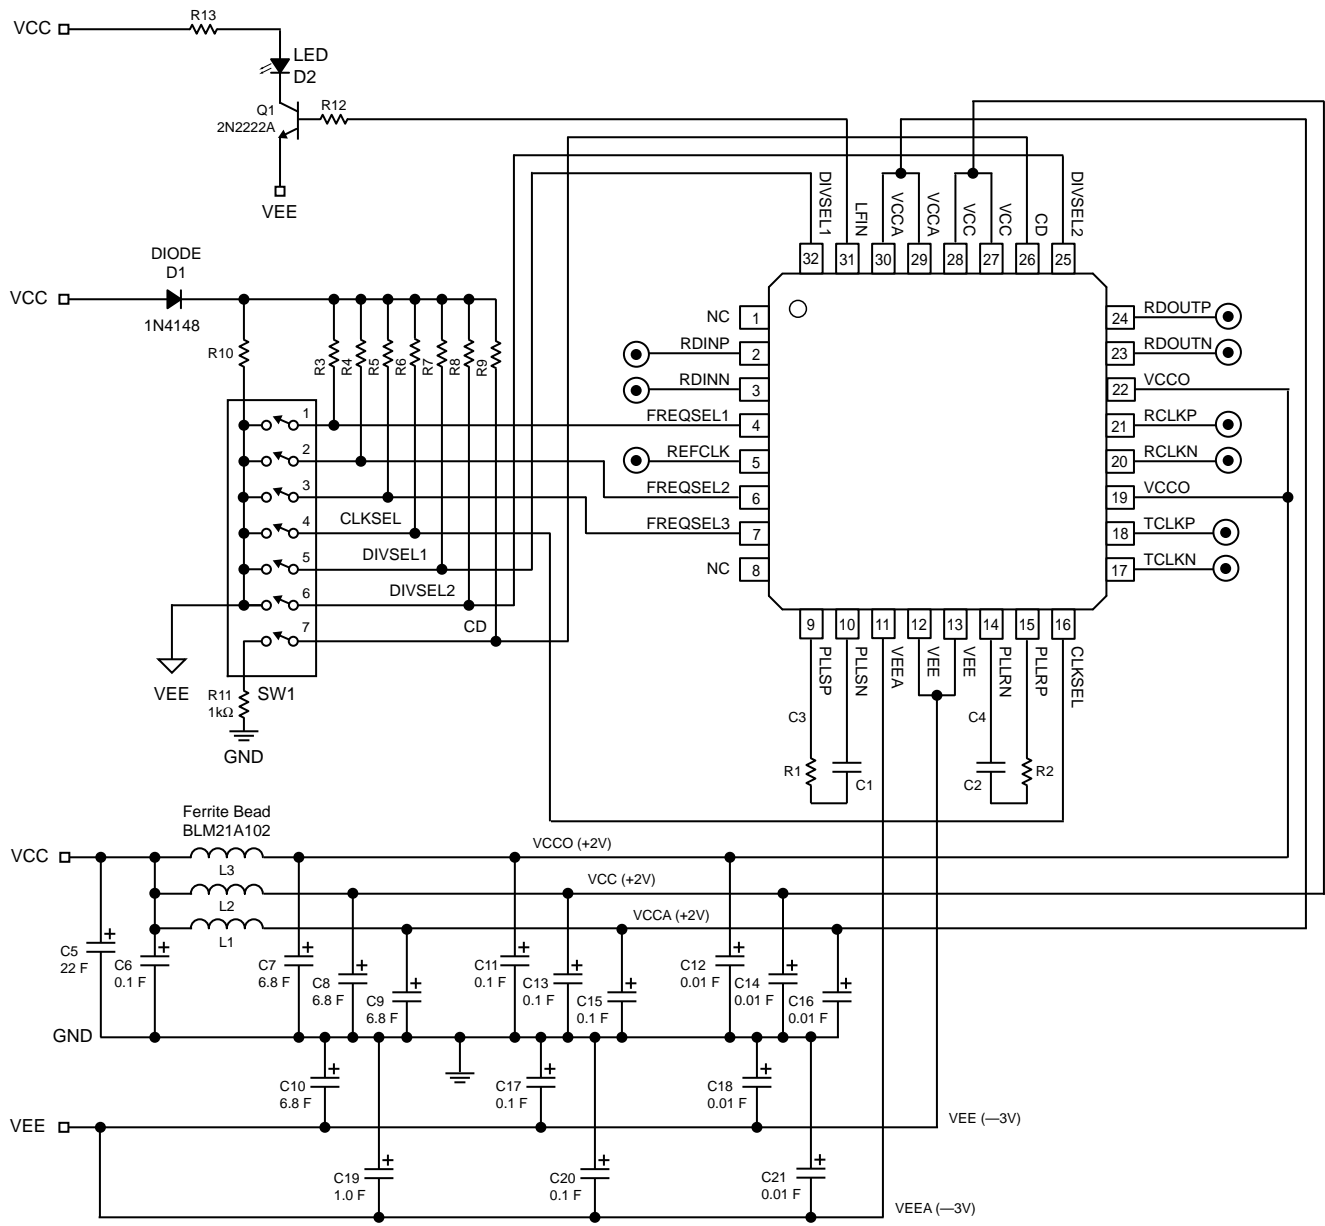 R13
VCC
LED
D2
Q1
2N2222A
R12
VEE
DIODE
D1
VCC
1N4148
R10
R3
R4
R5
R6
R7
R8
R9
1
2
3
4
5
6
7
CLKSEL
DIVSEL1
DIVSEL2
CD
VEE
SW1
R11
1kΩ
GND
DIVSEL1
LFIN
VCCA
VCCA
VCC
VCC
CD
DIVSEL2
32
31
30
29
28
27
26
25
NC 1
RDINP 2
RDINN 3
FREQSEL1 4
REFCLK 5
FREQSEL2 6
FREQSEL3 7
NC 8
24 RDOUTP
23 RDOUTN
22 VCCO
21 RCLKP
20 RCLKN
19 VCCO
18 TCLKP
17 TCLKN
9
10
11
12
13
14
15
16
PLLSP
PLLSN
VEEA
VEE
VEE
PLLRN
PLLRP
CLKSEL
C3
C4
R1
C1
C2
R2
Ferrite Bead
BLM21A102
VCC
L3
L2
L1
VCCO (+2V)
VCC (+2V)
VCCA (+2V)
C5
22 F
C6
0.1 F
C7
6.8 F
C8
6.8 F
C9
6.8 F
C11
0.1 F
C13
0.1 F
C15
0.1 F
C12
0.01 F
C14
0.01 F
C16
0.01 F
GND
C10
6.8 F
C17
0.1 F
C18
0.01 F
VEE
VEE (—3V)
C19
1.0 F
C20
0.1 F
C21
0.01 F
VEEA (—3V)